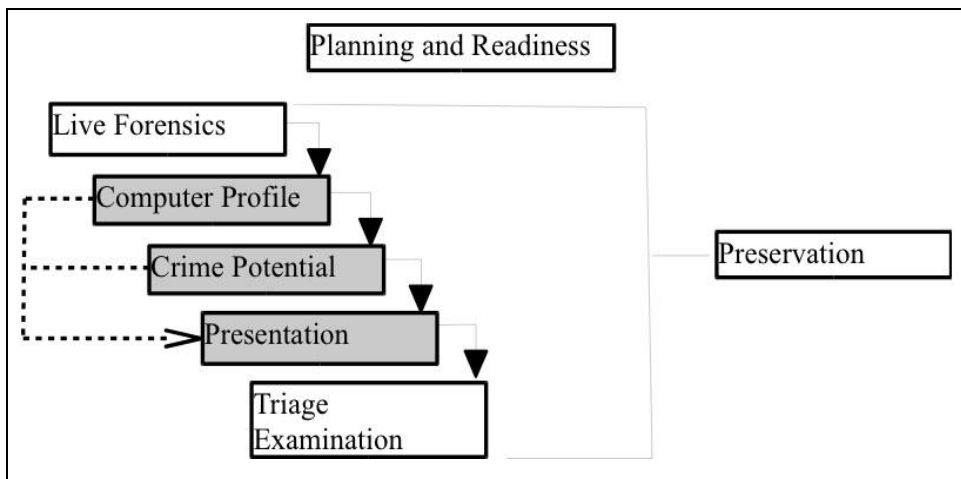 Planning and Readiness
Live Forensics
Computer Profile
Crime Potential
Preservation
Presentation
Triage
Examination